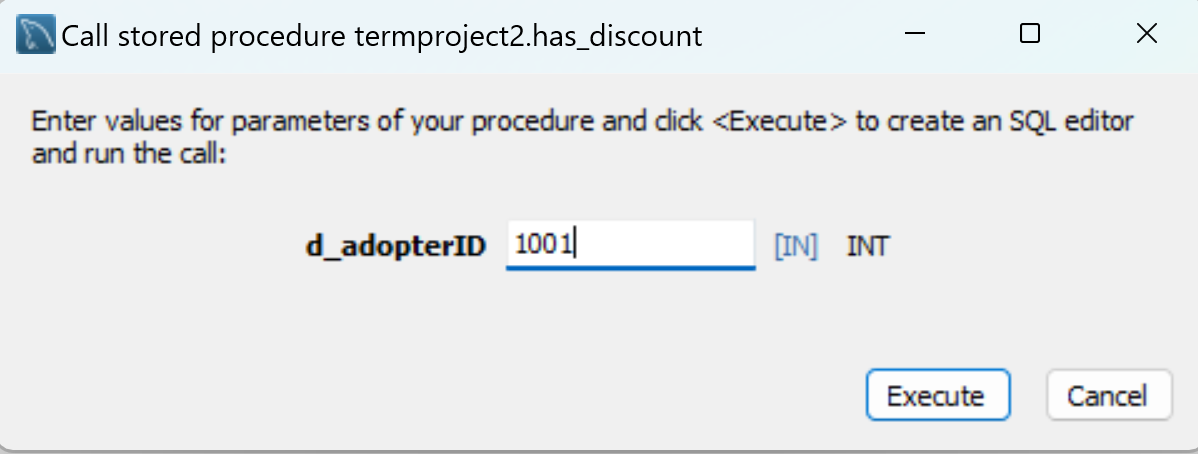 Call stored procedure termproject2.has_discount
Enter values for parameters of your procedure and click <Execute> to create an SQL editor
and run the call:
d_adopterID 1001 [IN] INT
Execute Cancel